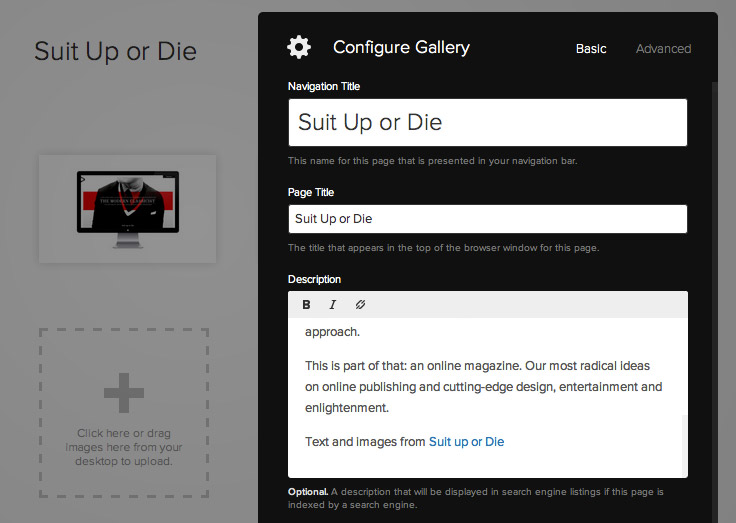 Suit Up or Die
Configure Gallery
Basic
Advanced
Navigation Title
Suit Up or Die
This name for this page that is presented in your navigation bar.
Page Title
Suit Up or Die
The title that appears in the top of the browser window for this page.
Description
B I
approach.
This is part of that: an online magazine. Our most radical ideas
on online publishing and cutting-edge design, entertainment and
enlightenment.
Text and images from Suit up or Die
Optional. A description that will be displayed in search engine listings if this page is
indexed by a search engine.
THE MODERN GLADIATOR
Click here or drag
images here from your
desktop to upload.